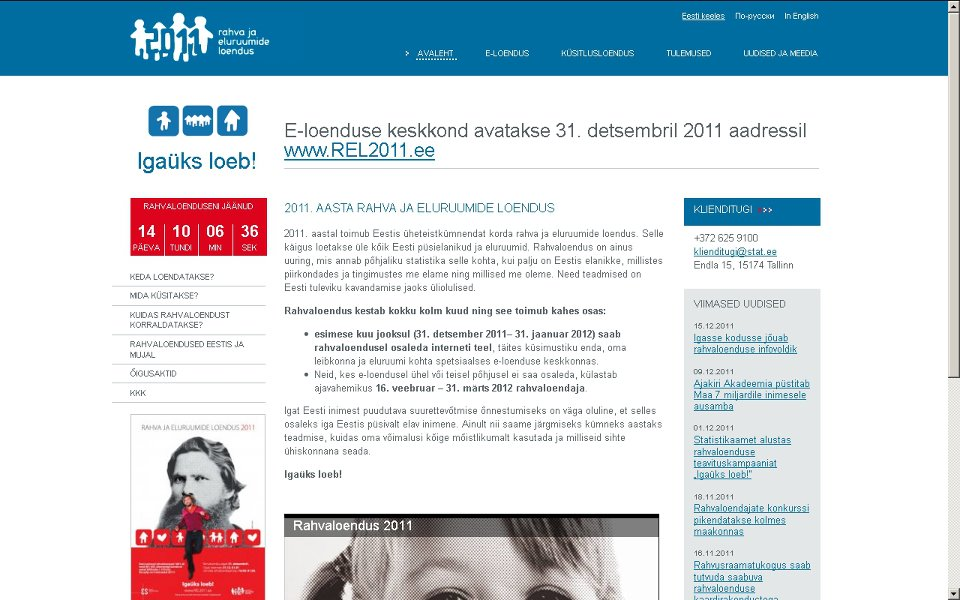 Eesti keeles По-русски In English
2011 rahva ja
eluruumide
loendus
> AVALEHT E-LOENDUS KÜSITLUSLOENDUS TULEMUSED UUDISED JA MEEDIA
Igaüks loeb!
E-loenduse keskkond avatakse 31. detsembril 2011 aadressil
www.REL2011.ee
RAHVALOENDUSENI JÄÄNUD
14 10 06 36
PÄEVA TUNDI MIN SEK
KEDA LOENDATAKSE?
MIDA KÜSITAKSE?
KUIDAS RAHVALOENDUST
KORRALDATAKSE?
RAHVALOENDUSED EESTIS JA
MUJAL
ÕIGUSAKTID
KKK
RAHVA JA ELURUUMIDE LOENDUS 2011
Igaüks loeb!
2011. AASTA RAHVA JA ELURUUMIDE LOENDUS
2011. aastal toimub Eestis üheteistkümnendat korda rahva ja eluruumide loendus. Selle
käigus loetakse üle kõik Eesti püsielanikud ja eluruumid. Rahvaloendus on ainus
uuring, mis annab põhjaliku statistika selle kohta, kui palju on Eestis elanikke, millistes
piirkondades ja tingimustes me elame ning millised me oleme. Need teadmised on
Eesti tuleviku kavandamise jaoks üliolulised.
Rahvaloendus kestab kokku kolm kuud ning see toimub kahes osas:
• esimese kuu jooksul (31. detsember 2011– 31. jaanuar 2012) saab
rahvaloendusel osaleda interneti teel, täites küsimustiku enda, oma
leibkonna ja eluruumi kohta spetsiaalses e-loenduse keskkonnas.
• Neid, kes e-loendusel ühel või teisel põhjusel ei saa osaleda, külastab
ajavahemikus 16. veebruar – 31. marts 2012 rahvaloendaja.
Igat Eesti inimest puudutava suurettevõtmise õnnestumiseks on väga oluline, et selles
osaleks iga Eestis püsivalt elav inimene. Ainult nii saame järgmiseks kümneks aastaks
teadmise, kuidas oma võimalusi kõige mõistlikumalt kasutada ja milliseid sihte
ühiskonnana seada.
Igaüks loeb!
Rahvaloendus 2011
KLIENDITUGI >>>
+372 625 9100
klienditugi@stat.ee
Endla 15, 15174 Tallinn
VIIMASED UUDISED
15.12.2011
Igasse kodusse jõuab
rahvaloenduse infovoldik
09.12.2011
Ajakiri Akadeemia püstitab
Maa 7 miljardile inimesele
ausamba
01.12.2011
Statistikaamet alustas
rahvaloenduse
teavituskampaaniat
„Igaüks loeb!"
18.11.2011
Rahvaloendajate konkurssi
pikendatakse kolmes
maakonnas
16.11.2011
Rahvusraamatukogus saab
tutvuda saabuva
rahvaloenduse